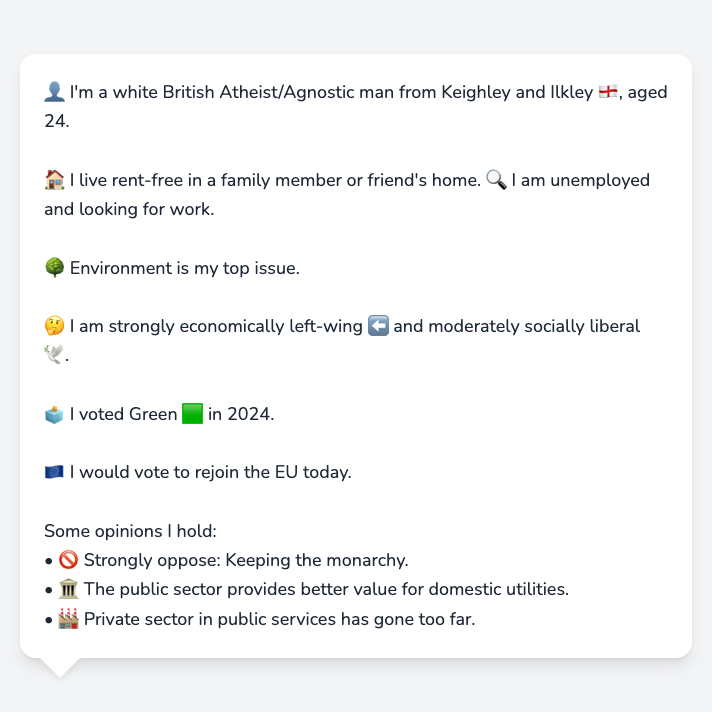 👤 I'm a white British Atheist/Agnostic man from Keighley and Ilkley 🏴󠁧󠁢󠁥󠁮󠁧󠁿, aged
24.
🏠 I live rent-free in a family member or friend's home. 🔍 I am unemployed
and looking for work.
🌳 Environment is my top issue.
🤔 I am strongly economically left-wing ⬅️ and moderately socially liberal
🕊️.
🗳️ I voted Green 🟩 in 2024.
🇪🇺 I would vote to rejoin the EU today.
Some opinions I hold:
• 🚫 Strongly oppose: Keeping the monarchy.
• 🏛️ The public sector provides better value for domestic utilities.
• 🏭 Private sector in public services has gone too far.